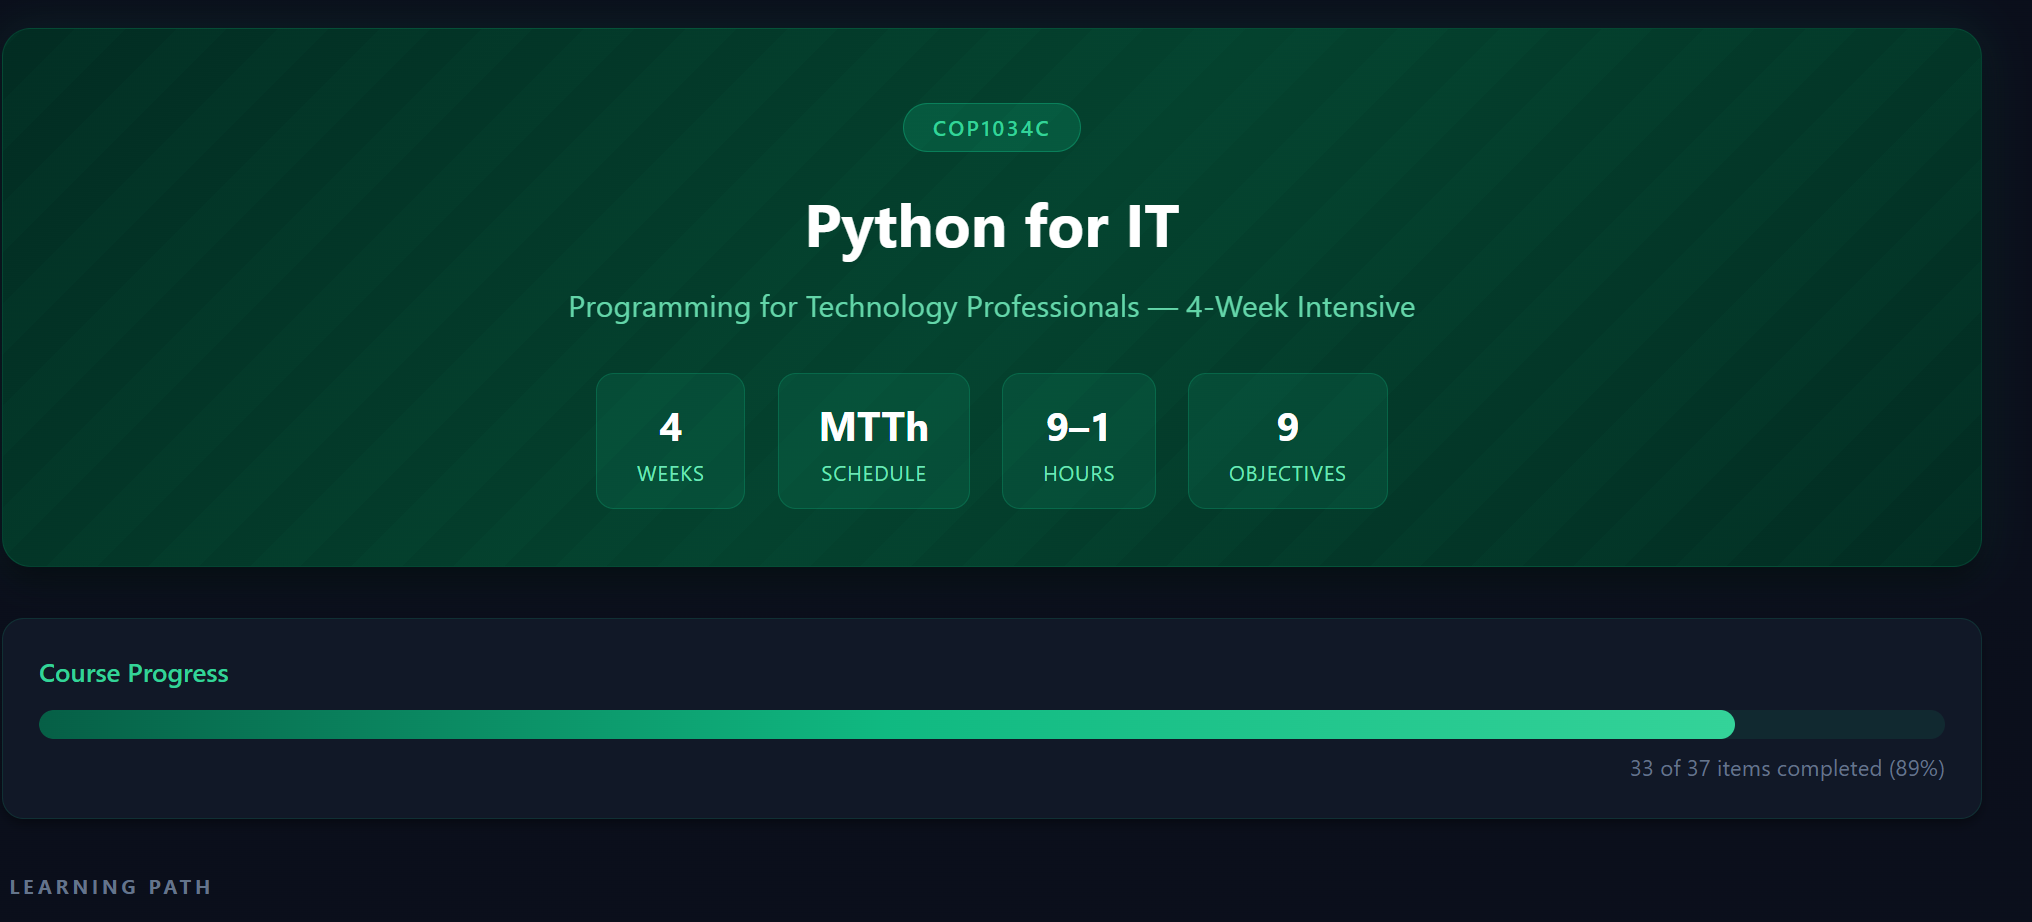 COP1034C
Python for IT
Programming for Technology Professionals — 4-Week Intensive
4
WEEKS
MTTh
SCHEDULE
9–1
HOURS
9
OBJECTIVES
Course Progress
33 of 37 items completed (89%)
LEARNING PATH